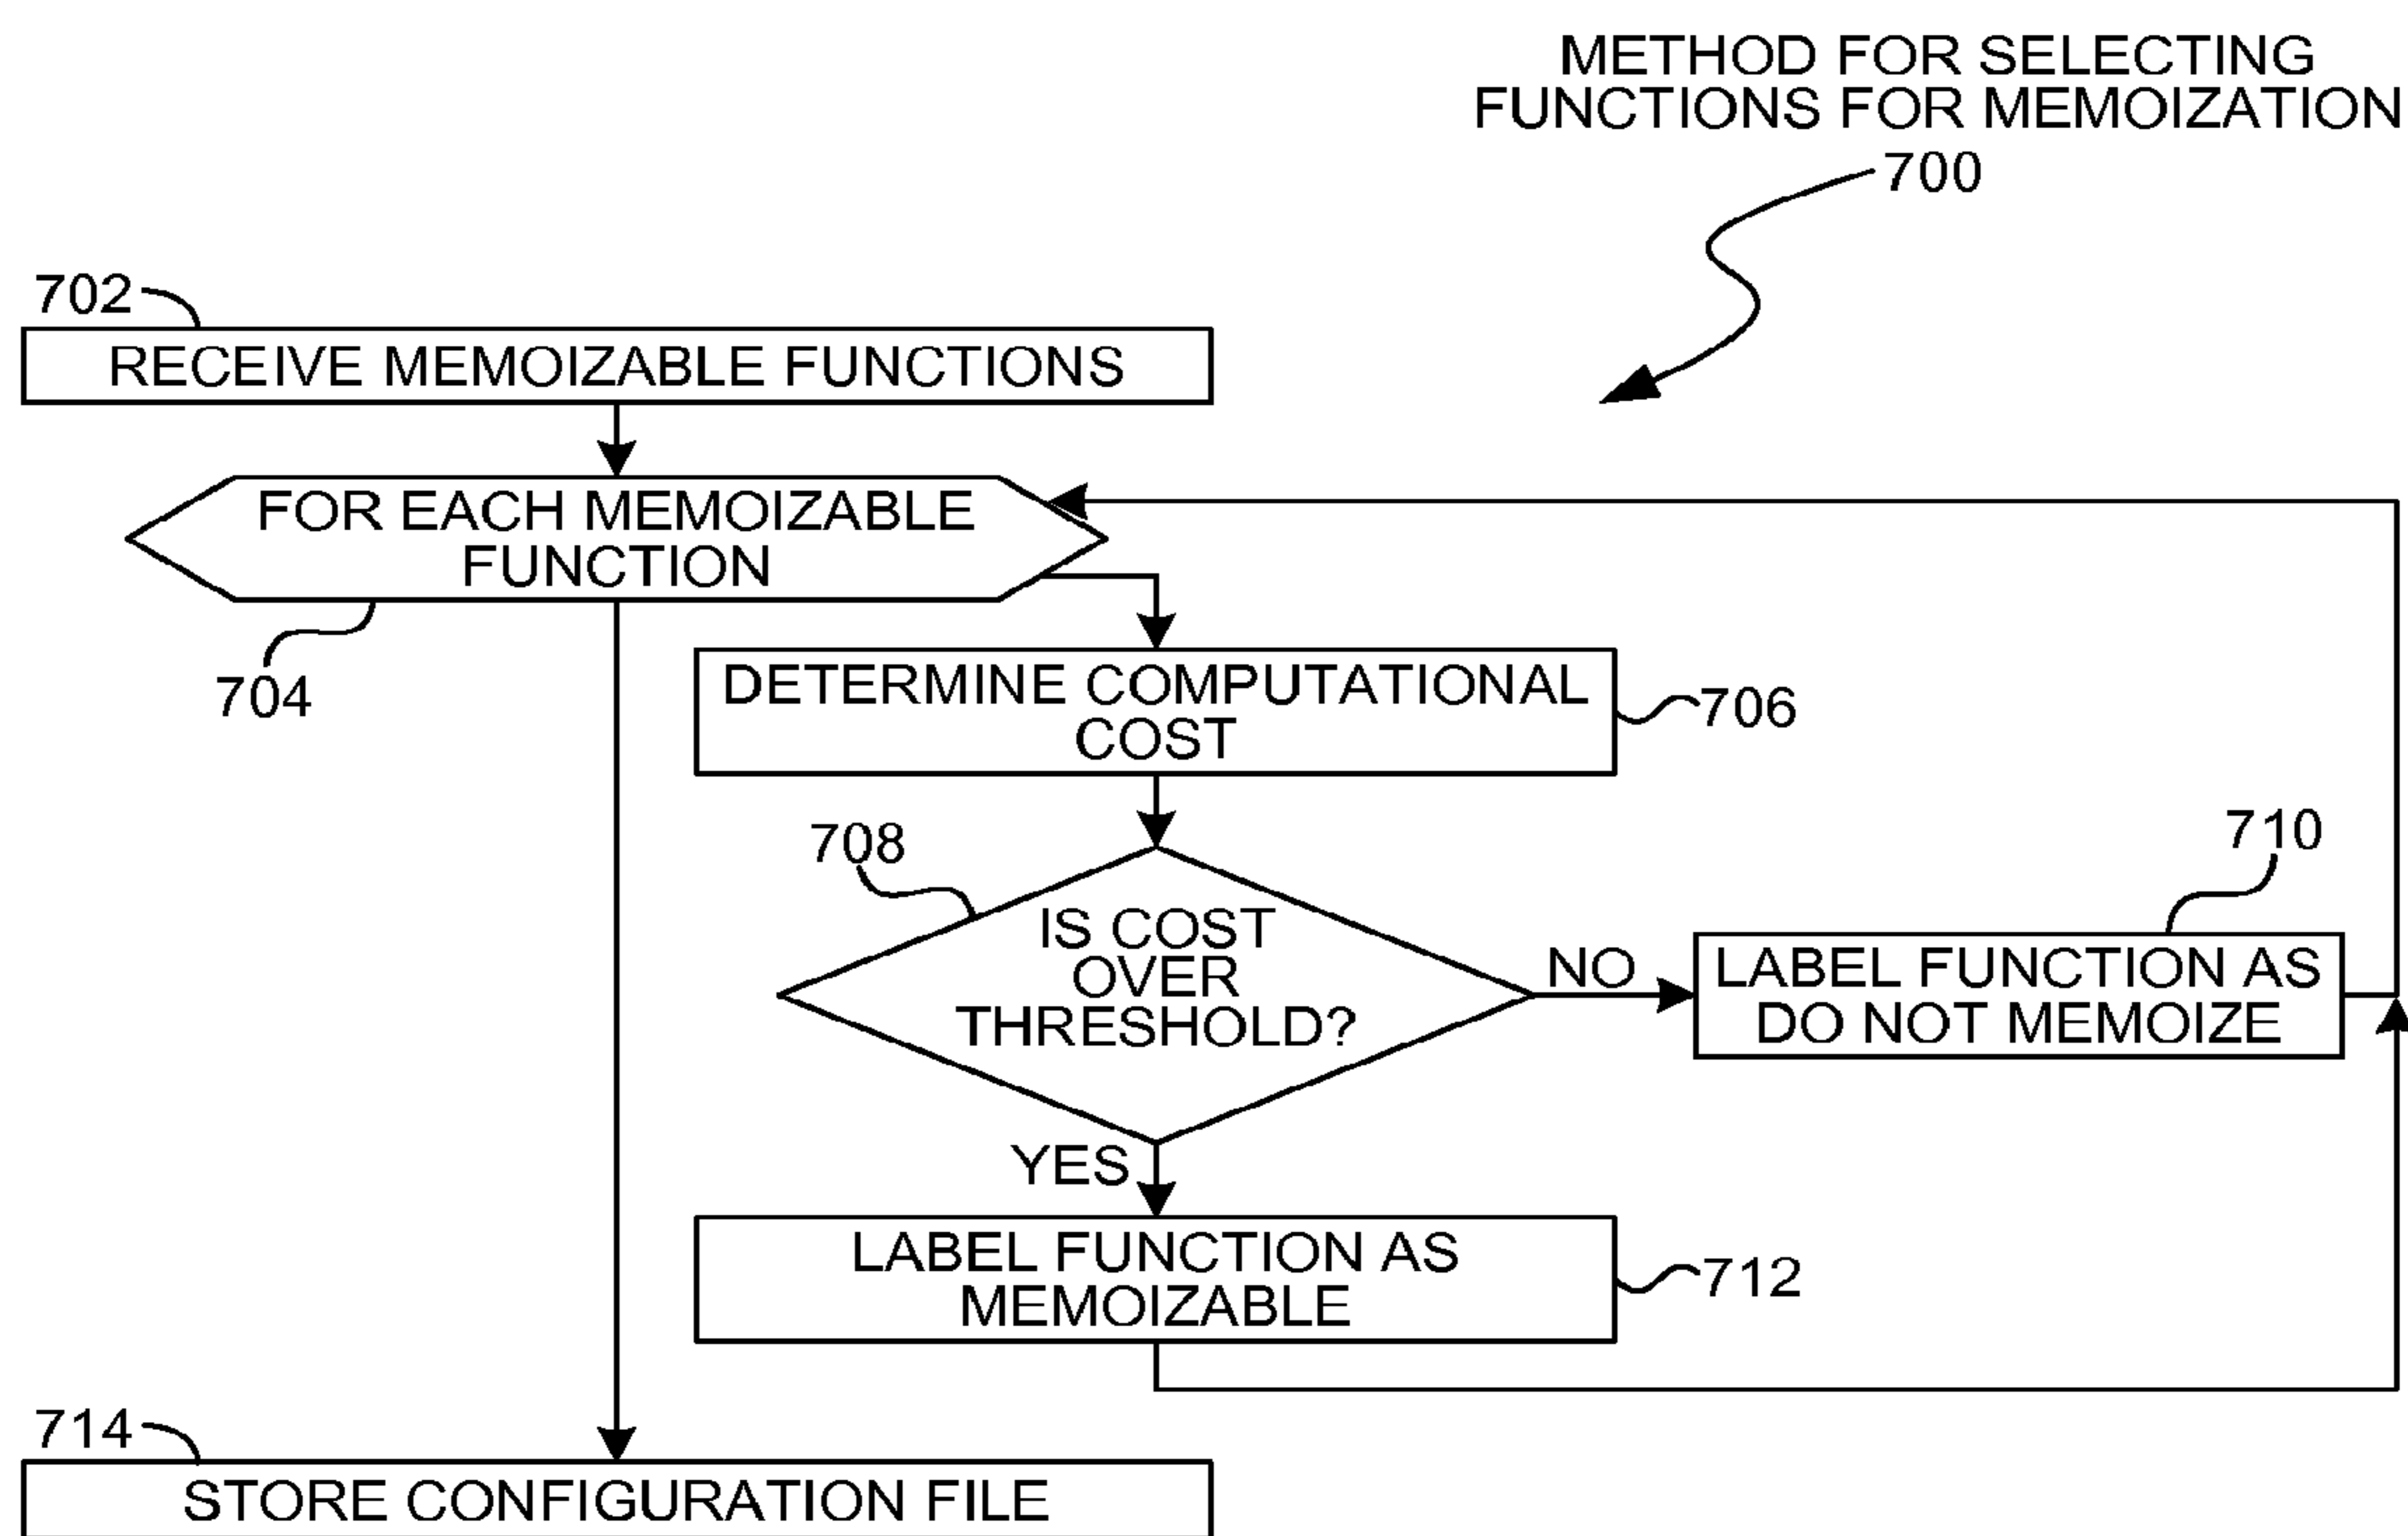 METHOD FOR SELECTING
FUNCTIONS FOR MEMOIZATION
700
702
RECEIVE MEMOIZABLE FUNCTIONS
FOR EACH MEMOIZABLE
FUNCTION
704
DETERMINE COMPUTATIONAL
COST
706
708
IS COST
OVER
THRESHOLD?
NO
710
LABEL FUNCTION AS
DO NOT MEMOIZE
YES
LABEL FUNCTION AS
MEMOIZABLE
712
714
STORE CONFIGURATION FILE